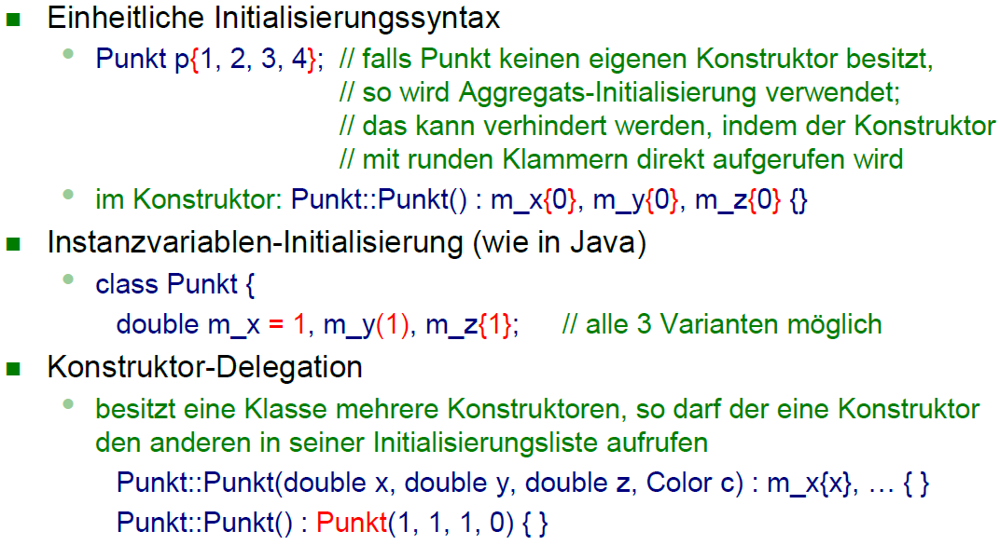 Einheitliche Initialisierungssyntax
Punkt p{1, 2, 3, 4}; // falls Punkt keinen eigenen Konstruktor besitzt,
// so wird Aggregats-Initialisierung verwendet;
// das kann verhindert werden, indem der Konstruktor
// mit runden Klammern direkt aufgerufen wird
im Konstruktor: Punkt::Punkt() : m_x{0}, m_y{0}, m_z{0} {}
Instanzvariablen-Initialisierung (wie in Java)
class Punkt {
double m_x = 1, m_y(1), m_z{1}; // alle 3 Varianten möglich
Konstruktor-Delegation
besitzt eine Klasse mehrere Konstruktoren, so darf der eine Konstruktor
den anderen in seiner Initialisierungsliste aufrufen
Punkt::Punkt(double x, double y, double z, Color c) : m_x{x}, … { }
Punkt::Punkt() : Punkt(1, 1, 1, 0) { }